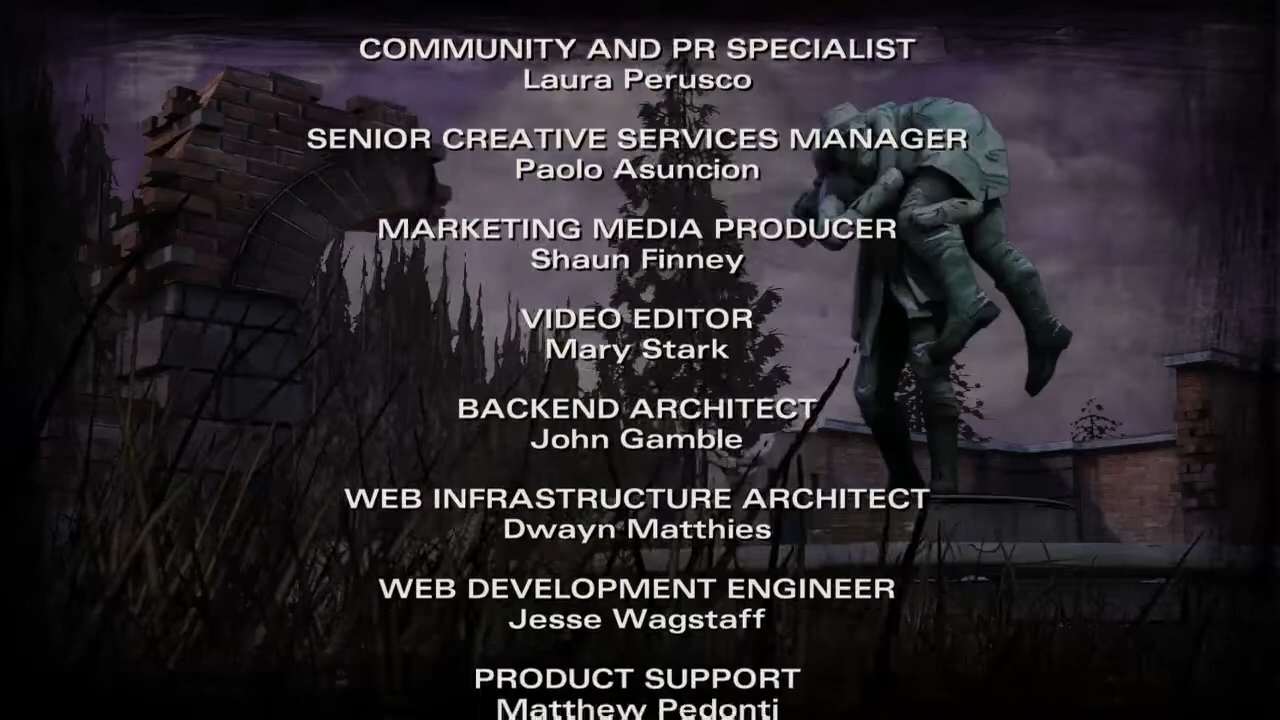 COMMUNITY AND PR SPECIALIST
Laura Perusco
SENIOR CREATIVE SERVICES MANAGER
Paolo Asuncion
MARKETING MEDIA PRODUCER
Shaun Finney
VIDEO EDITOR
Mary Stark
BACKEND ARCHITECT
John Gamble
WEB INFRASTRUCTURE ARCHITECT
Dwayn Matthies
WEB DEVELOPMENT ENGINEER
Jesse Wagstaff
PRODUCT SUPPORT
Matthew Pedonti